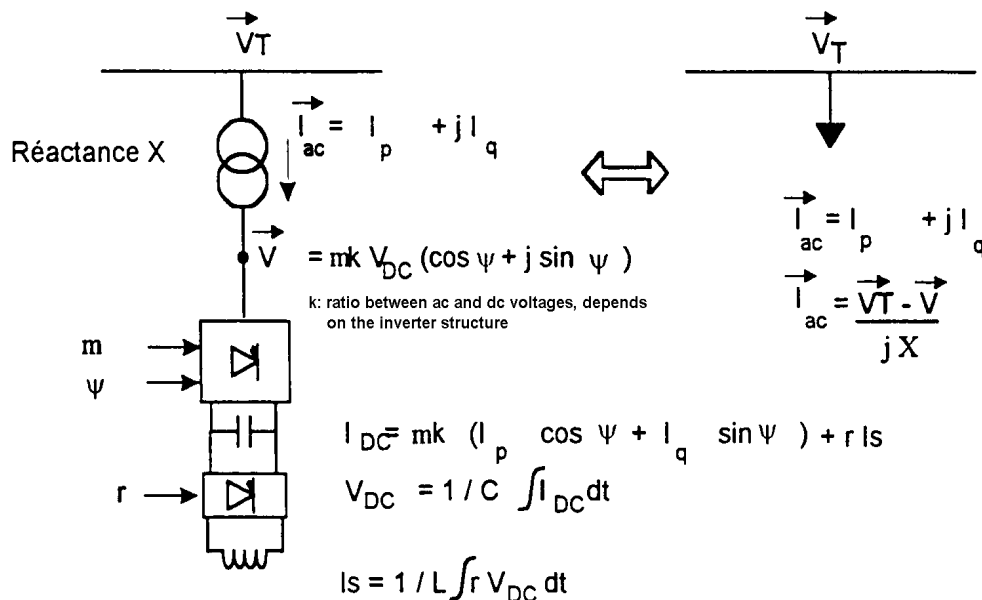 VT
VT
Iac = Ip + j Iq
Réactance X
V = mk VDC (cos ψ + j sin ψ)
k: ratio between ac and dc voltages, depends
on the inverter structure
Iac = Ip + j Iq
Iac = VT - V
j X
m
ψ
IDC = mk (Ip cos ψ + Iq sin ψ) + r Is
r
VDC = 1 / C ∫ IDC dt
Is = 1 / L ∫ r VDC dt